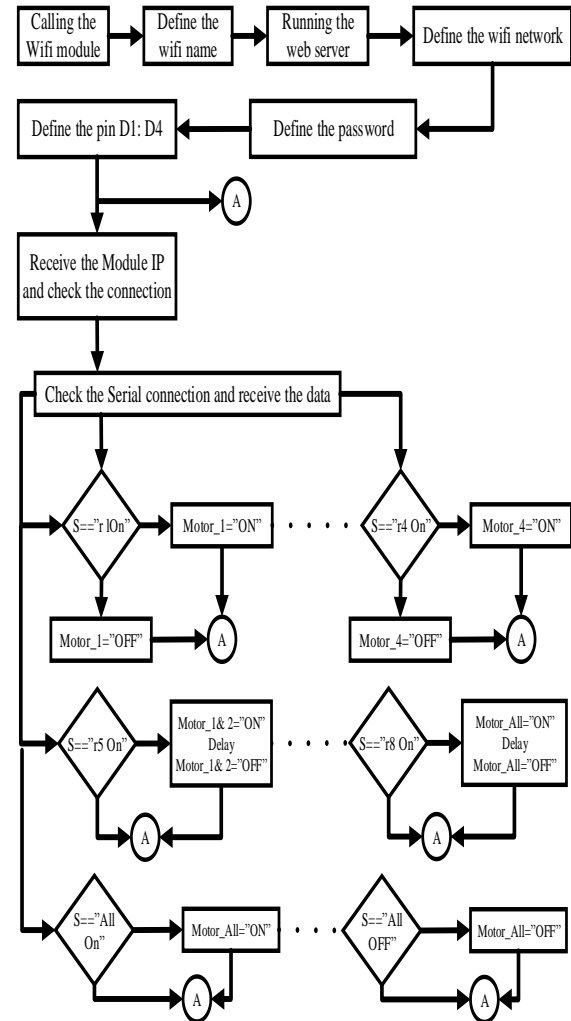 Calling the
Wifi module
Define the
wifi name
Running the
web server
Define the wifi network
Define the pin D1: D4
Define the password
A
Receive the Module IP
and check the connection
Check the Serial connection and receive the data
S=="r 1On"
Motor_1="ON"
. . . . .
S=="r4 On"
Motor_4="ON"
Motor_1="OFF"
A
Motor_4="OFF"
A
S=="r5 On"
Motor_1& 2="ON"
Delay
Motor_1& 2="OFF"
. . . . .
S=="r8 On"
Motor_All="ON"
Delay
Motor_All="OFF"
A
A
S=="All
On"
Motor_All="ON"
. . . . .
S=="All
OFF"
Motor_All="OFF"
A
A